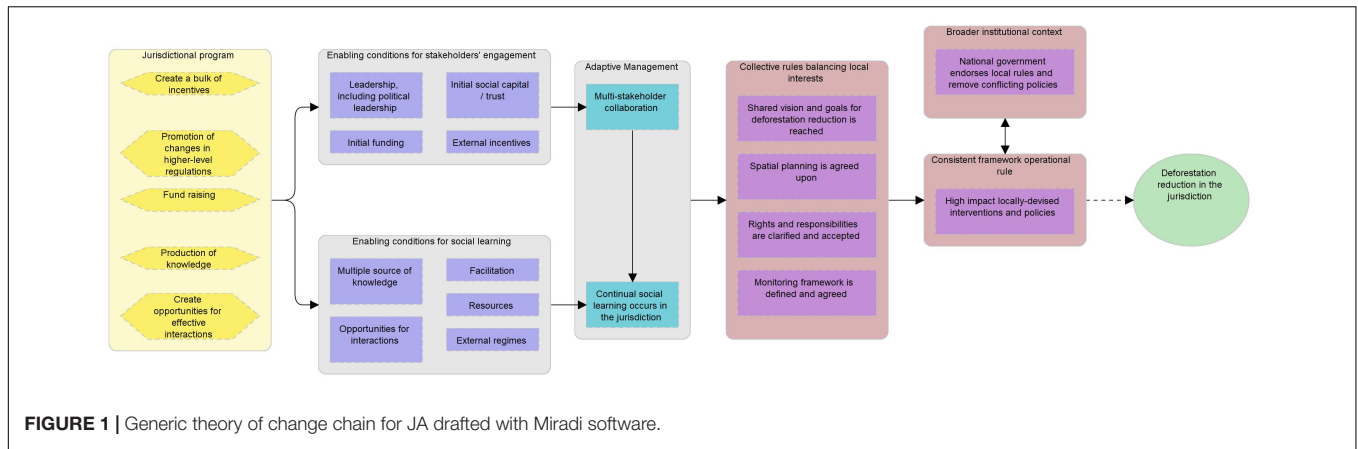 Jurisdictional program
Create a bulk of
incentives
Promotion of
changes in
higher-level
regulations
Fund raising
Production of
knowledge
Create
opportunities for
effective
interactions
Enabling conditions for stakeholders' engagement
Leadership,
including political
leadership
Initial social capital
/ trust
Initial funding
External incentives
Enabling conditions for social learning
Multiple source of
knowledge
Facilitation
Resources
Opportunities for
interactions
External regimes
Adaptive Management
Multi-stakeholder
collaboration
Continual social
learning occurs in
the jurisdiction
Collective rules balancing local
interests
Shared vision and goals for
deforestation reduction is
reached
Spatial planning is agreed
upon
Rights and responsibilities
are clarified and accepted
Monitoring framework is
defined and agreed
Broader institutional context
National government
endorses local rules and
remove conflicting policies
Consistent framework operational
rule
High impact locally-devised
interventions and policies
Deforestation
reduction in the
jurisdiction
FIGURE 1 | Generic theory of change chain for JA drafted with Miradi software.